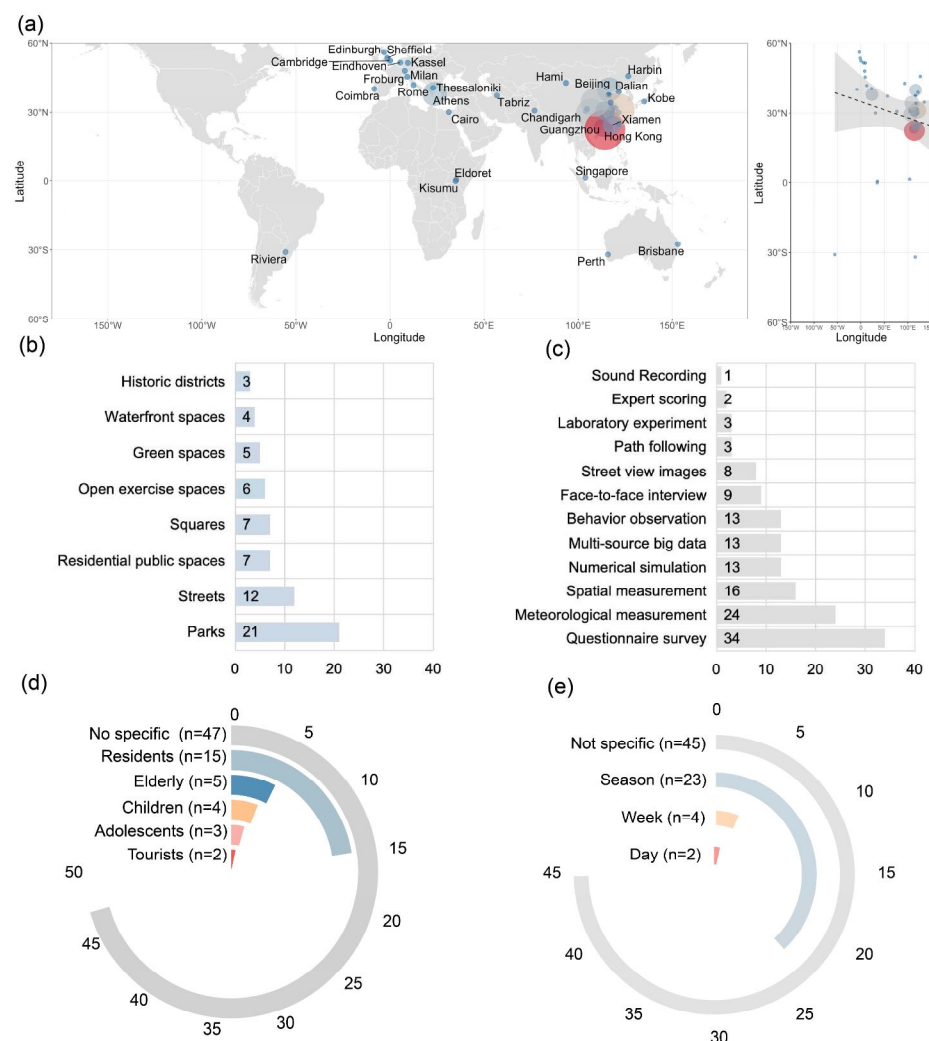 (a)
60°N
30°N
0
30°S
60°S
Latitude
Edinburgh
Sheffield
Cambridge
Eindhoven
Kassel
Froburg
Milan
Coimbra
Rome
Thessaloniki
Athens
Cairo
Tabriz
Hami
Beijing
Harbin
Dalian
Kobe
Chandigarh
Guangzhou
Xiamen
Hong Kong
Singapore
Eldoret
Kisumu
Riviera
Perth
Brisbane
150°W 100°W 50°W 0 50°E 100°E 150°E
Longitude
60°N
30°N
0
30°S
60°S
Latitude
150°W 100°W 50°W 0 50°E 100°E 150°E
Longitude
(b)
Historic districts 3
Waterfront spaces 4
Green spaces 5
Open exercise spaces 6
Squares 7
Residential public spaces 7
Streets 12
Parks 21
0 10 20 30 40
(c)
Sound Recording 1
Expert scoring 2
Laboratory experiment 3
Path following 3
Street view images 8
Face-to-face interview 9
Behavior observation 13
Multi-source big data 13
Numerical simulation 13
Spatial measurement 16
Meteorological measurement 24
Questionnaire survey 34
0 10 20 30 40
(d)
No specific (n=47)
Residents (n=15)
Elderly (n=5)
Children (n=4)
Adolescents (n=3)
Tourists (n=2)
0
5
10
15
20
25
30
35
40
45
50
(e)
Not specific (n=45)
Season (n=23)
Week (n=4)
Day (n=2)
0
5
10
15
20
25
30
35
40
45